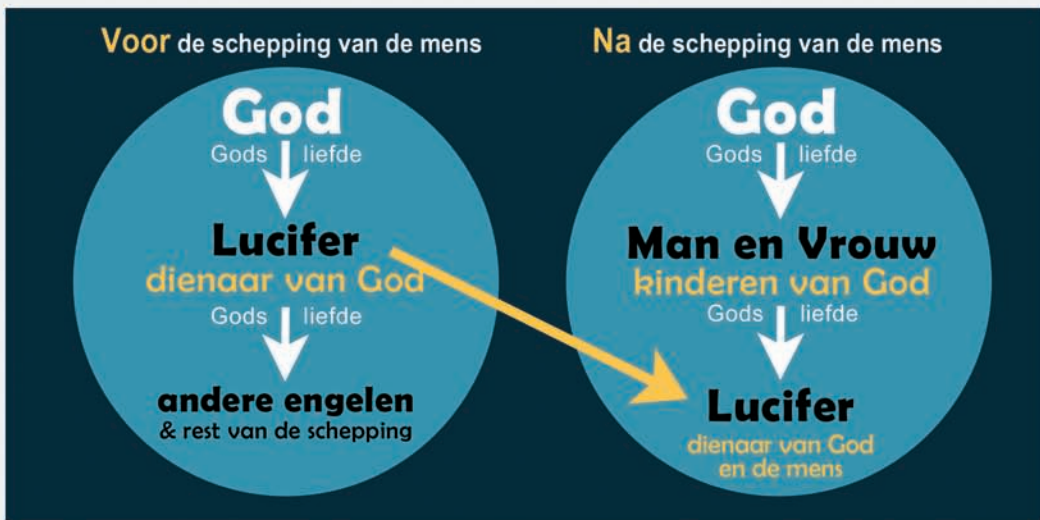 Voor de schepping van de mens
God
Gods liefde
Lucifer
dienaar van God
Gods liefde
andere engelen
& rest van de schepping
Na de schepping van de mens
God
Gods liefde
Man en Vrouw
kinderen van God
Gods liefde
Lucifer
dienaar van God
en de mens